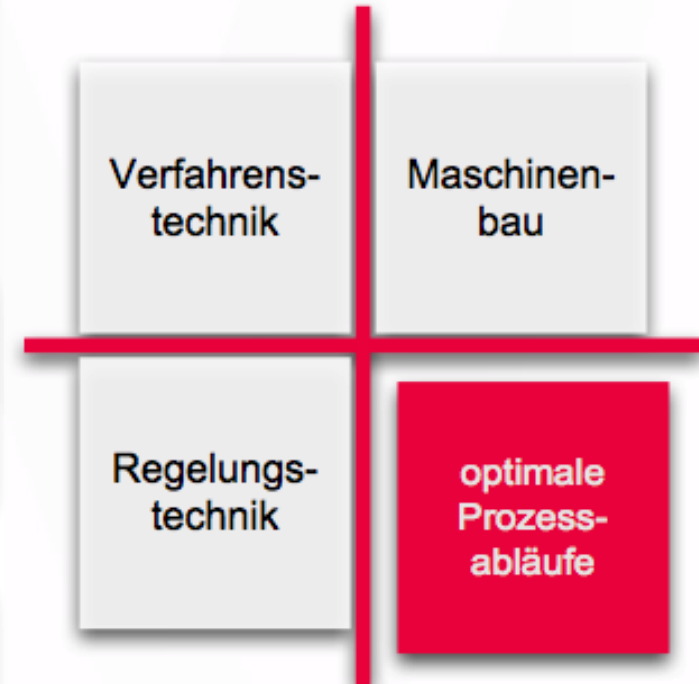 Verfahrens-
technik
Maschinen-
bau
Regelungs-
technik
optimale
Prozess-
abläufe